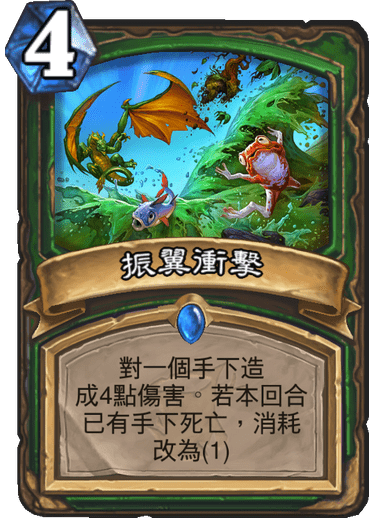 4
振翼衝擊
對一個手下造
成4點傷害。若本回合
已有手下死亡，消耗
改為(1)